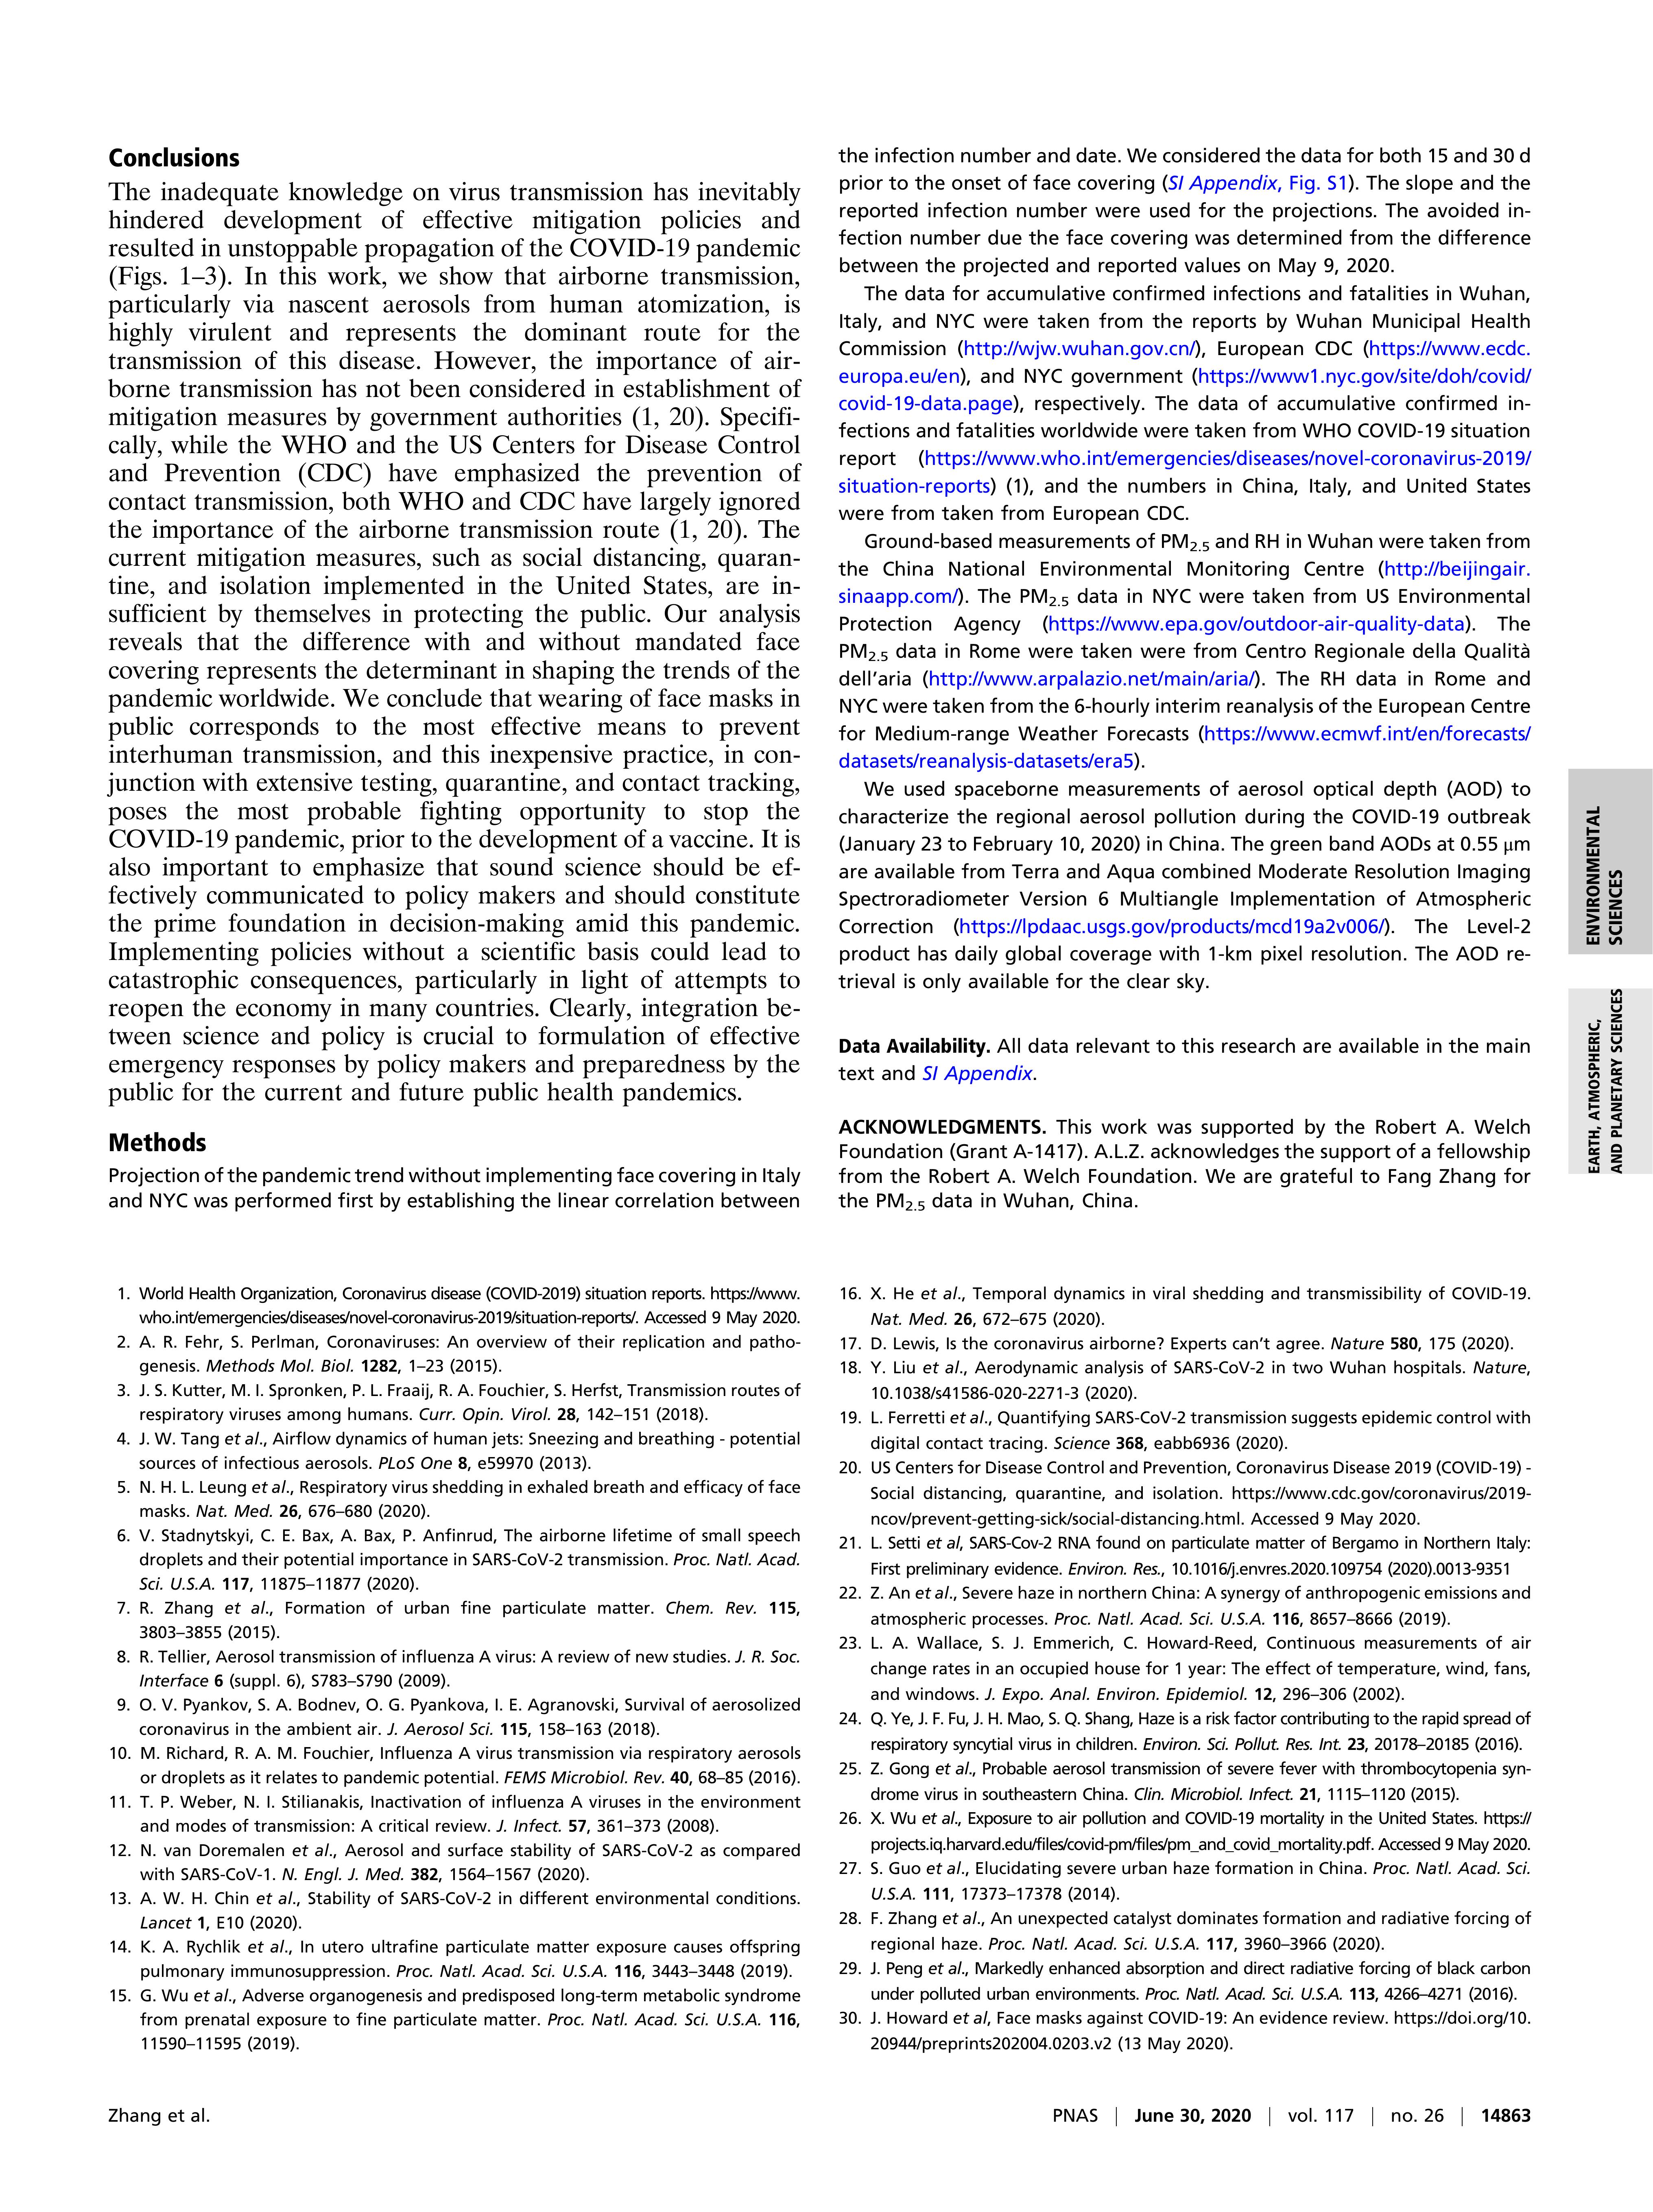 Conclusions
The inadequate knowledge on virus transmission has inevitably
hindered development of effective mitigation policies and
resulted in unstoppable propagation of the COVID-19 pandemic
(Figs. 1–3). In this work, we show that airborne transmission,
particularly via nascent aerosols from human atomization, is
highly virulent and represents the dominant route for the
transmission of this disease. However, the importance of air-
borne transmission has not been considered in establishment of
mitigation measures by government authorities (1, 20). Specifi-
cally, while the WHO and the US Centers for Disease Control
and Prevention (CDC) have emphasized the prevention of
contact transmission, both WHO and CDC have largely ignored
the importance of the airborne transmission route (1, 20). The
current mitigation measures, such as social distancing, quaran-
tine, and isolation implemented in the United States, are in-
sufficient by themselves in protecting the public. Our analysis
reveals that the difference with and without mandated face
covering represents the determinant in shaping the trends of the
pandemic worldwide. We conclude that wearing of face masks in
public corresponds to the most effective means to prevent
interhuman transmission, and this inexpensive practice, in con-
junction with extensive testing, quarantine, and contact tracking,
poses the most probable fighting opportunity to stop the
COVID-19 pandemic, prior to the development of a vaccine. It is
also important to emphasize that sound science should be ef-
fectively communicated to policy makers and should constitute
the prime foundation in decision-making amid this pandemic.
Implementing policies without a scientific basis could lead to
catastrophic consequences, particularly in light of attempts to
reopen the economy in many countries. Clearly, integration be-
tween science and policy is crucial to formulation of effective
emergency responses by policy makers and preparedness by the
public for the current and future public health pandemics.
Methods
Projection of the pandemic trend without implementing face covering in Italy
and NYC was performed first by establishing the linear correlation between
the infection number and date. We considered the data for both 15 and 30 d
prior to the onset of face covering (SI Appendix, Fig. S1). The slope and the
reported infection number were used for the projections. The avoided in-
fection number due the face covering was determined from the difference
between the projected and reported values on May 9, 2020.
The data for accumulative confirmed infections and fatalities in Wuhan,
Italy, and NYC were taken from the reports by Wuhan Municipal Health
Commission (http://wjw.wuhan.gov.cn/), European CDC (https://www.ecdc.
europa.eu/en), and NYC government (https://www1.nyc.gov/site/doh/covid/
covid-19-data.page), respectively. The data of accumulative confirmed in-
fections and fatalities worldwide were taken from WHO COVID-19 situation
report (https://www.who.int/emergencies/diseases/novel-coronavirus-2019/
situation-reports) (1), and the numbers in China, Italy, and United States
were from taken from European CDC.
Ground-based measurements of PM2.5 and RH in Wuhan were taken from
the China National Environmental Monitoring Centre (http://beijingair.
sinaapp.com/). The PM2.5 data in NYC were taken from US Environmental
Protection Agency (https://www.epa.gov/outdoor-air-quality-data). The
PM2.5 data in Rome were taken were from Centro Regionale della Qualità
dell’aria (http://www.arpalazio.net/main/aria/). The RH data in Rome and
NYC were taken from the 6-hourly interim reanalysis of the European Centre
for Medium-range Weather Forecasts (https://www.ecmwf.int/en/forecasts/
datasets/reanalysis-datasets/era5).
We used spaceborne measurements of aerosol optical depth (AOD) to
characterize the regional aerosol pollution during the COVID-19 outbreak
(January 23 to February 10, 2020) in China. The green band AODs at 0.55 μm
are available from Terra and Aqua combined Moderate Resolution Imaging
Spectroradiometer Version 6 Multiangle Implementation of Atmospheric
Correction (https://lpdaac.usgs.gov/products/mcd19a2v006/). The Level-2
product has daily global coverage with 1-km pixel resolution. The AOD re-
trieval is only available for the clear sky.
Data Availability. All data relevant to this research are available in the main
text and SI Appendix.
ACKNOWLEDGMENTS. This work was supported by the Robert A. Welch
Foundation (Grant A-1417). A.L.Z. acknowledges the support of a fellowship
from the Robert A. Welch Foundation. We are grateful to Fang Zhang for
the PM2.5 data in Wuhan, China.
ENVIRONMENTAL
SCIENCES
EARTH, ATMOSPHERIC,
AND PLANETARY SCIENCES
1. World Health Organization, Coronavirus disease (COVID-2019) situation reports. https://www.
who.int/emergencies/diseases/novel-coronavirus-2019/situation-reports/. Accessed 9 May 2020.
2. A. R. Fehr, S. Perlman, Coronaviruses: An overview of their replication and patho-
genesis. Methods Mol. Biol. 1282, 1–23 (2015).
3. J. S. Kutter, M. I. Spronken, P. L. Fraaij, R. A. Fouchier, S. Herfst, Transmission routes of
respiratory viruses among humans. Curr. Opin. Virol. 28, 142–151 (2018).
4. J. W. Tang et al., Airflow dynamics of human jets: Sneezing and breathing - potential
sources of infectious aerosols. PLoS One 8, e59970 (2013).
5. N. H. L. Leung et al., Respiratory virus shedding in exhaled breath and efficacy of face
masks. Nat. Med. 26, 676–680 (2020).
6. V. Stadnytskyi, C. E. Bax, A. Bax, P. Anfinrud, The airborne lifetime of small speech
droplets and their potential importance in SARS-CoV-2 transmission. Proc. Natl. Acad.
Sci. U.S.A. 117, 11875–11877 (2020).
7. R. Zhang et al., Formation of urban fine particulate matter. Chem. Rev. 115,
3803–3855 (2015).
8. R. Tellier, Aerosol transmission of influenza A virus: A review of new studies. J. R. Soc.
Interface 6 (suppl. 6), S783–S790 (2009).
9. O. V. Pyankov, S. A. Bodnev, O. G. Pyankova, I. E. Agranovski, Survival of aerosolized
coronavirus in the ambient air. J. Aerosol Sci. 115, 158–163 (2018).
10. M. Richard, R. A. M. Fouchier, Influenza A virus transmission via respiratory aerosols
or droplets as it relates to pandemic potential. FEMS Microbiol. Rev. 40, 68–85 (2016).
11. T. P. Weber, N. I. Stilianakis, Inactivation of influenza A viruses in the environment
and modes of transmission: A critical review. J. Infect. 57, 361–373 (2008).
12. N. van Doremalen et al., Aerosol and surface stability of SARS-CoV-2 as compared
with SARS-CoV-1. N. Engl. J. Med. 382, 1564–1567 (2020).
13. A. W. H. Chin et al., Stability of SARS-CoV-2 in different environmental conditions.
Lancet 1, E10 (2020).
14. K. A. Rychlik et al., In utero ultrafine particulate matter exposure causes offspring
pulmonary immunosuppression. Proc. Natl. Acad. Sci. U.S.A. 116, 3443–3448 (2019).
15. G. Wu et al., Adverse organogenesis and predisposed long-term metabolic syndrome
from prenatal exposure to fine particulate matter. Proc. Natl. Acad. Sci. U.S.A. 116,
11590–11595 (2019).
16. X. He et al., Temporal dynamics in viral shedding and transmissibility of COVID-19.
Nat. Med. 26, 672–675 (2020).
17. D. Lewis, Is the coronavirus airborne? Experts can’t agree. Nature 580, 175 (2020).
18. Y. Liu et al., Aerodynamic analysis of SARS-CoV-2 in two Wuhan hospitals. Nature,
10.1038/s41586-020-2271-3 (2020).
19. L. Ferretti et al., Quantifying SARS-CoV-2 transmission suggests epidemic control with
digital contact tracing. Science 368, eabb6936 (2020).
20. US Centers for Disease Control and Prevention, Coronavirus Disease 2019 (COVID-19) -
Social distancing, quarantine, and isolation. https://www.cdc.gov/coronavirus/2019-
ncov/prevent-getting-sick/social-distancing.html. Accessed 9 May 2020.
21. L. Setti et al, SARS-Cov-2 RNA found on particulate matter of Bergamo in Northern Italy:
First preliminary evidence. Environ. Res., 10.1016/j.envres.2020.109754 (2020).0013-9351
22. Z. An et al., Severe haze in northern China: A synergy of anthropogenic emissions and
atmospheric processes. Proc. Natl. Acad. Sci. U.S.A. 116, 8657–8666 (2019).
23. L. A. Wallace, S. J. Emmerich, C. Howard-Reed, Continuous measurements of air
change rates in an occupied house for 1 year: The effect of temperature, wind, fans,
and windows. J. Expo. Anal. Environ. Epidemiol. 12, 296–306 (2002).
24. Q. Ye, J. F. Fu, J. H. Mao, S. Q. Shang, Haze is a risk factor contributing to the rapid spread of
respiratory syncytial virus in children. Environ. Sci. Pollut. Res. Int. 23, 20178–20185 (2016).
25. Z. Gong et al., Probable aerosol transmission of severe fever with thrombocytopenia syn-
drome virus in southeastern China. Clin. Microbiol. Infect. 21, 1115–1120 (2015).
26. X. Wu et al., Exposure to air pollution and COVID-19 mortality in the United States. https://
projects.iq.harvard.edu/files/covid-pm/files/pm_and_covid_mortality.pdf. Accessed 9 May 2020.
27. S. Guo et al., Elucidating severe urban haze formation in China. Proc. Natl. Acad. Sci.
U.S.A. 111, 17373–17378 (2014).
28. F. Zhang et al., An unexpected catalyst dominates formation and radiative forcing of
regional haze. Proc. Natl. Acad. Sci. U.S.A. 117, 3960–3966 (2020).
29. J. Peng et al., Markedly enhanced absorption and direct radiative forcing of black carbon
under polluted urban environments. Proc. Natl. Acad. Sci. U.S.A. 113, 4266–4271 (2016).
30. J. Howard et al, Face masks against COVID-19: An evidence review. https://doi.org/10.
20944/preprints202004.0203.v2 (13 May 2020).
Zhang et al.
PNAS | June 30, 2020 | vol. 117 | no. 26 | 14863